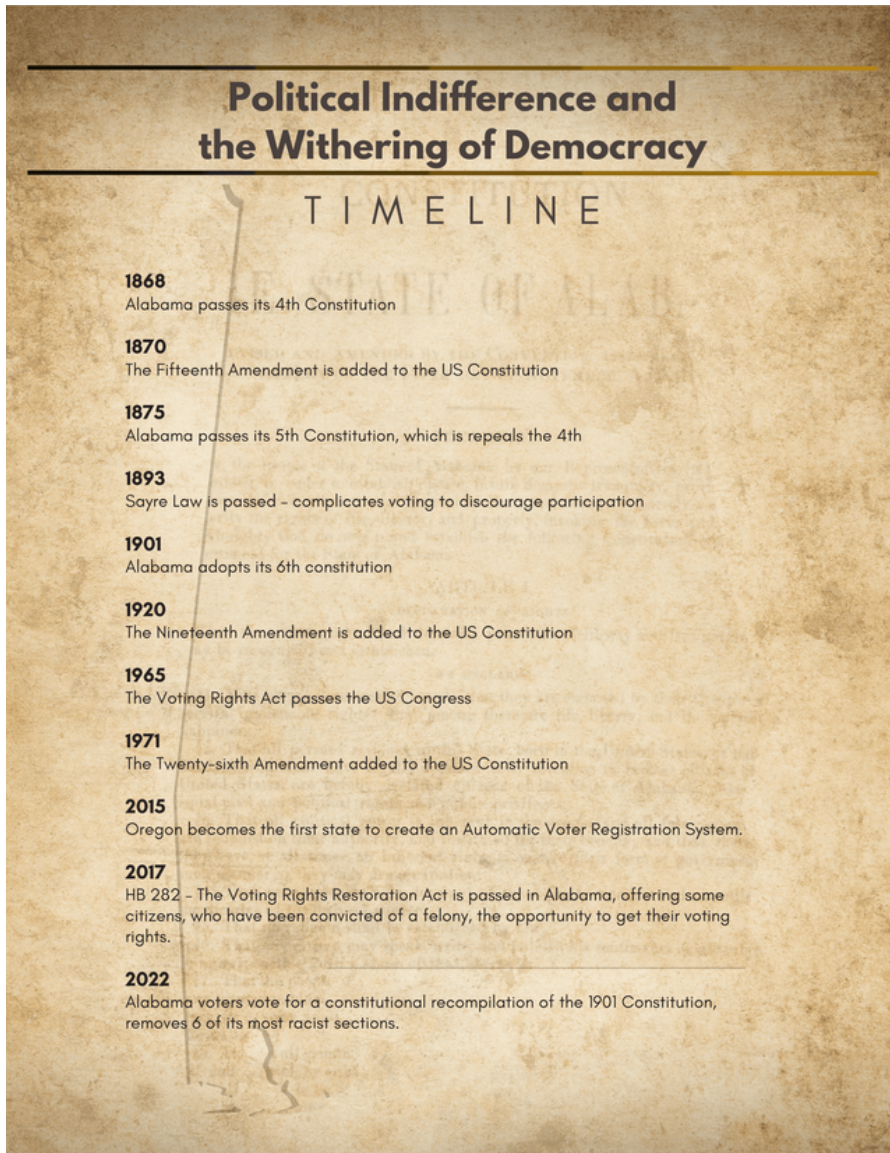 Political Indifference and
the Withering of Democracy
TIMELINE
1868
Alabama passes its 4th Constitution
1870
The Fifteenth Amendment is added to the US Constitution
1875
Alabama passes its 5th Constitution, which is repeals the 4th
1893
Sayre Law is passed - complicates voting to discourage participation
1901
Alabama adopts its 6th constitution
1920
The Nineteenth Amendment is added to the US Constitution
1965
The Voting Rights Act passes the US Congress
1971
The Twenty-sixth Amendment added to the US Constitution
2015
Oregon becomes the first state to create an Automatic Voter Registration System.
2017
HB 282 - The Voting Rights Restoration Act is passed in Alabama, offering some
citizens, who have been convicted of a felony, the opportunity to get their voting
rights.
2022
Alabama voters vote for a constitutional recompilation of the 1901 Constitution,
removes 6 of its most racist sections.